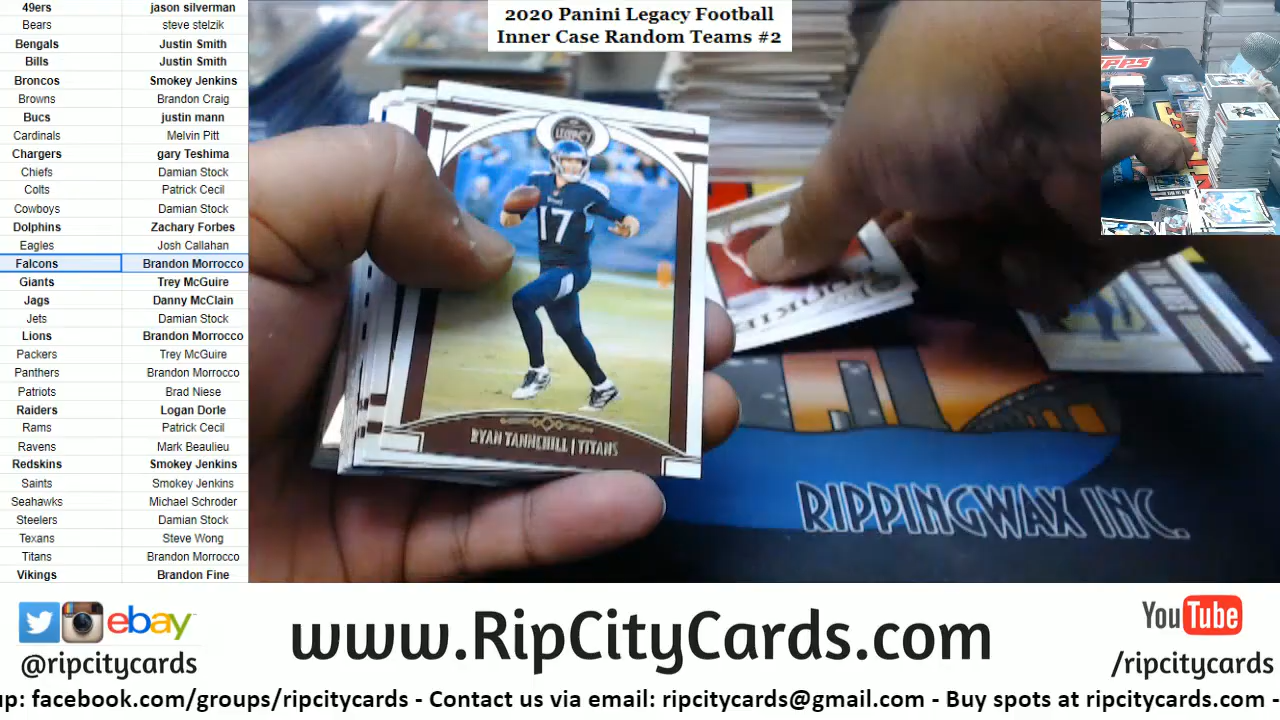 2020 Panini Legacy Football
Inner Case Random Teams #2
49ers jason silverman
Bears steve stelzik
Bengals Justin Smith
Bills Justin Smith
Broncos Smokey Jenkins
Browns Brandon Craig
Bucs justin mann
Cardinals Melvin Pitt
Chargers gary Teshima
Chiefs Damian Stock
Colts Patrick Cecil
Cowboys Damian Stock
Dolphins Zachary Forbes
Eagles Josh Callahan
Falcons Brandon Morrocco
Giants Trey McGuire
Jags Danny McClain
Jets Damian Stock
Lions Brandon Morrocco
Packers Trey McGuire
Panthers Brandon Morrocco
Patriots Brad Niese
Raiders Logan Dorle
Rams Patrick Cecil
Ravens Mark Beaulieu
Redskins Smokey Jenkins
Saints Smokey Jenkins
Seahawks Michael Schroder
Steelers Damian Stock
Texans Steve Wong
Titans Brandon Morrocco
Vikings Brandon Fine
LEGACY
17
RYAN TANNEHILL | TITANS
RIPPINGWAX INC.
ebay
@ripcitycards
www.RipCityCards.com
YouTube
/ripcitycards
up: facebook.com/groups/ripcitycards - Contact us via email: ripcitycards@gmail.com - Buy spots at ripcitycards.com -